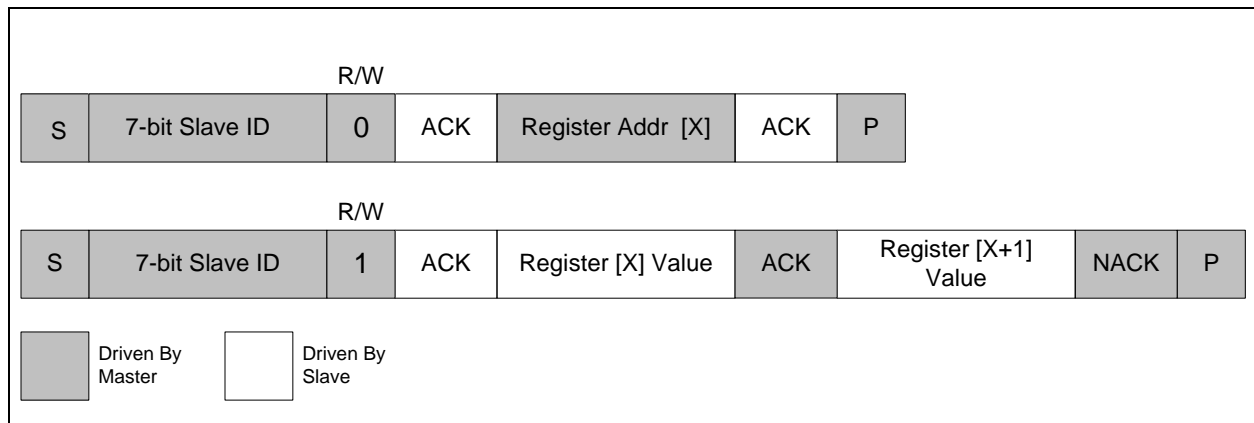 R/W
S 7-bit Slave ID 0 ACK Register Addr [X] ACK P
R/W
S 7-bit Slave ID 1 ACK Register [X] Value ACK Register [X+1] Value NACK P
Driven By Master
Driven By Slave